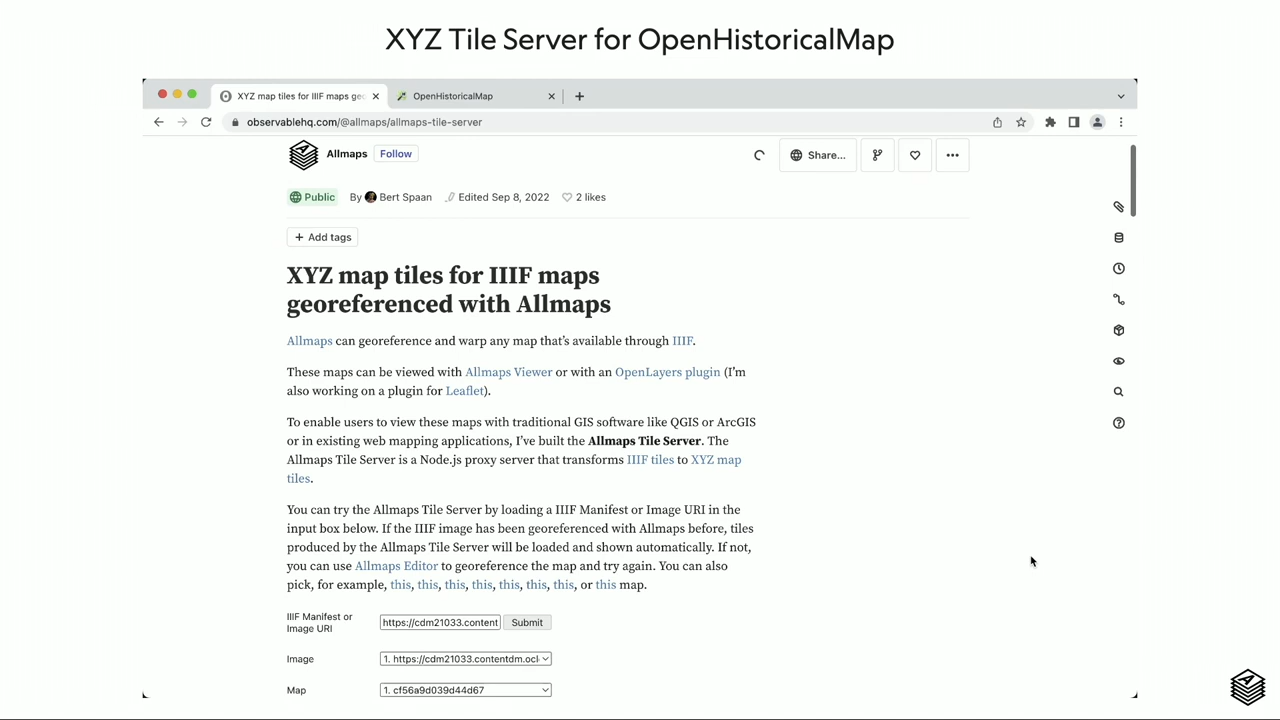 XYZ Tile Server for OpenHistoricalMap
XYZ map tiles for IIIF maps geo
OpenHistoricalMap
observablehq.com/@allmaps/allmaps-tile-server
Allmaps Follow
Share...
Public By Bert Spaan Edited Sep 8, 2022 2 likes
+ Add tags
XYZ map tiles for IIIF maps
georeferenced with Allmaps
Allmaps can georeference and warp any map that's available through IIIF.
These maps can be viewed with Allmaps Viewer or with an OpenLayers plugin (I'm
also working on a plugin for Leaflet).
To enable users to view these maps with traditional GIS software like QGIS or ArcGIS
or in existing web mapping applications, I've built the Allmaps Tile Server. The
Allmaps Tile Server is a Node.js proxy server that transforms IIIF tiles to XYZ map
tiles.
You can try the Allmaps Tile Server by loading a IIIF Manifest or Image URI in the
input box below. If the IIIF image has been georeferenced with Allmaps before, tiles
produced by the Allmaps Tile Server will be loaded and shown automatically. If not,
you can use Allmaps Editor to georeference the map and try again. You can also
pick, for example, this, this, this, this, this, this, this, or this map.
IIIF Manifest or
Image URI
https://cdm21033.content Submit
Image 1. https://cdm21033.contentdm.ocl
Map 1. cf56a9d039d44d67